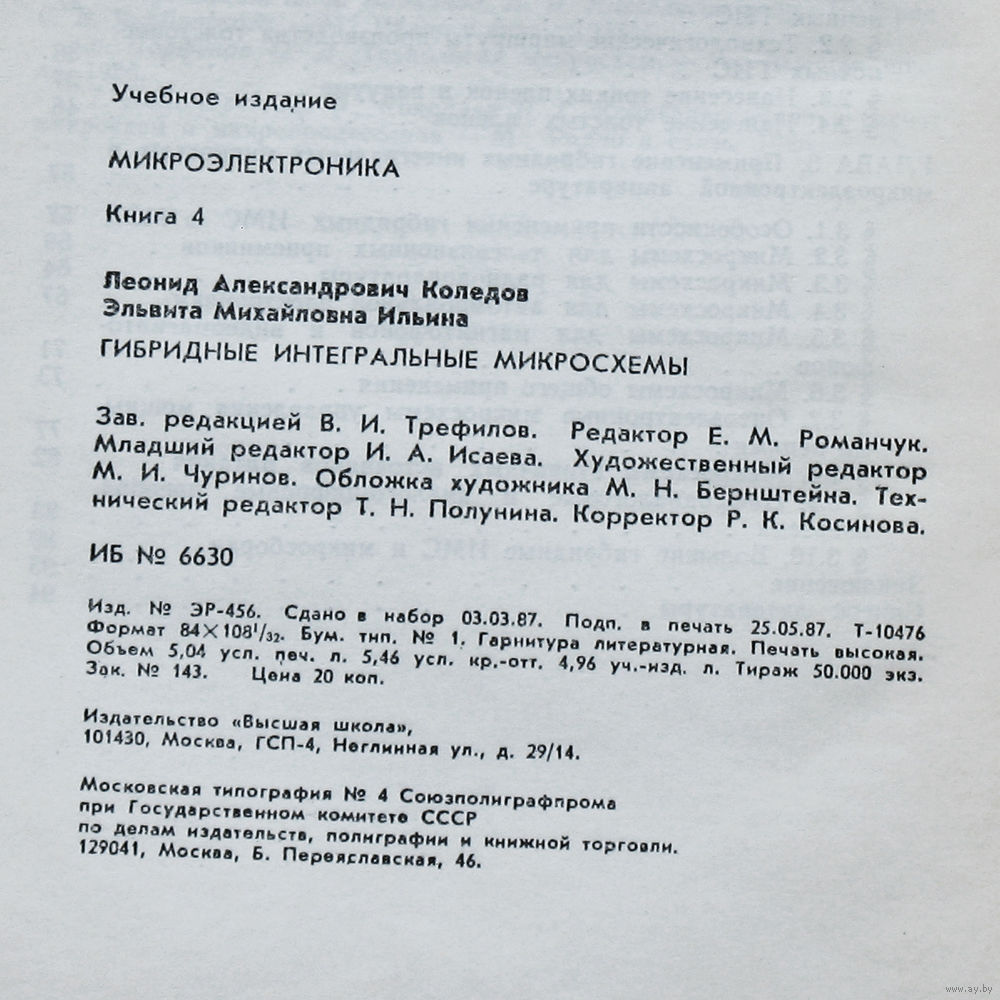 Учебное издание
МИКРОЭЛЕКТРОНИКА
Книга 4
Леонид Александрович Коледов
Эльвита Михайловна Ильина
ГИБРИДНЫЕ ИНТЕГРАЛЬНЫЕ МИКРОСХЕМЫ
Зав. редакцией В. И. Трефилов. Редактор Е. М. Романчук.
Младший редактор И. А. Исаева. Художественный редактор
М. И. Чуринов. Обложка художника М. Н. Бернштейна. Тех-
нический редактор Т. Н. Полунина. Корректор Р. К. Косинова.
ИБ № 6630
Изд. № ЭР-456. Сдано в набор 03.03.87. Подп. в печать 25.05.87. Т-10476
Формат 84×108¹/₃₂. Бум. тип. № 1. Гарнитура литературная. Печать высокая.
Объем 5,04 усл. печ. л. 5,46 усл. кр.-отт. 4,96 уч.-изд. л. Тираж 50.000 экз.
Зак. № 143. Цена 20 коп.
Издательство «Высшая школа»,
101430, Москва, ГСП-4, Неглинная ул., д. 29/14.
Московская типография № 4 Союзполиграфпрома
при Государственном комитете СССР
по делам издательств, полиграфии и книжной торговли.
129041, Москва, Б. Переяславская, 46.
www.ay.by